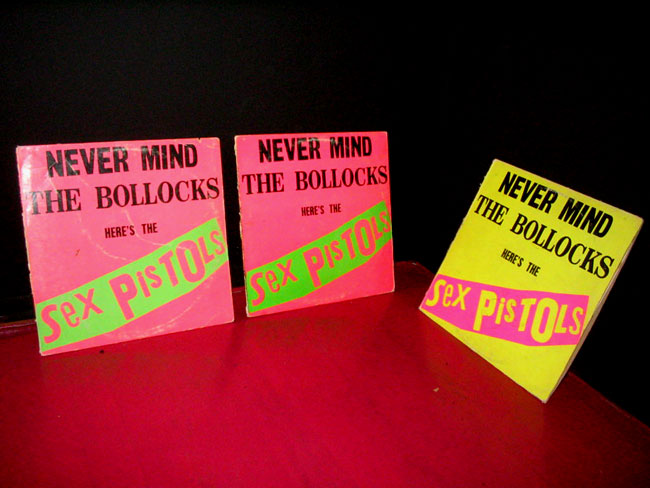 NEVER MIND
THE BOLLOCKS
HERE'S THE
Sex PisTOLs
NEVER MIND
THE BOLLOCKS
HERE'S THE
Sex PisTOLs
NEVER MIND
THE BOLLOCKS
HERE'S THE
Sex PisTOLs